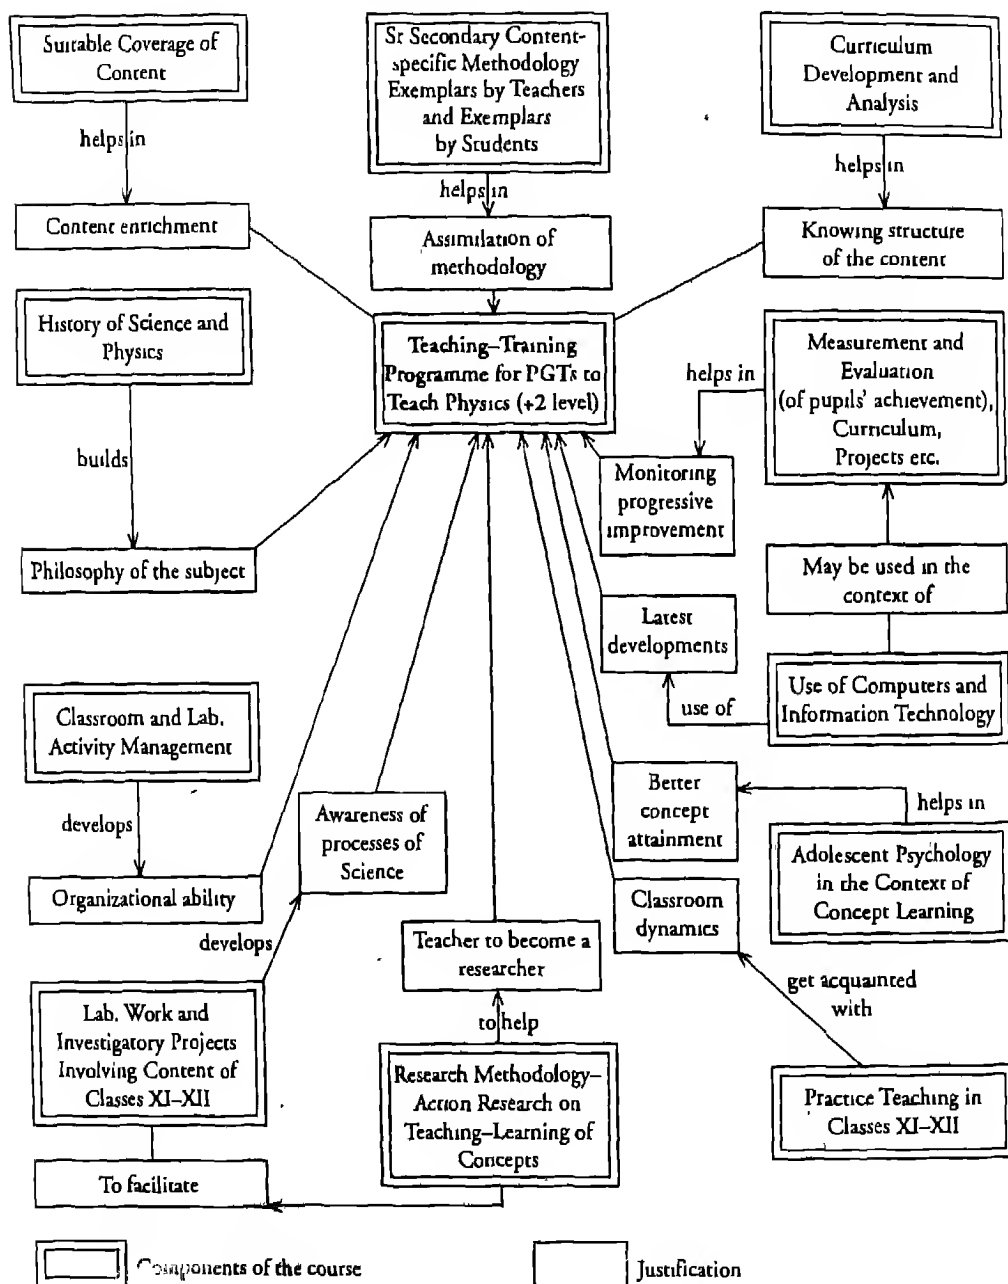 Suitable Coverage of
Content
helps in
Content enrichment
Sr Secondary Content-
specific Methodology
Exemplars by Teachers
and Exemplars
by Students
helps in
Assimilation of
methodology
Curriculum
Development and
Analysis
helps in
Knowing structure
of the content
History of Science and
Physics
builds
Philosophy of the subject
Teaching–Training
Programme for PGTs to
Teach Physics (+2 level)
Measurement and
Evaluation
(of pupils' achievement),
Curriculum,
Projects etc.
helps in
Monitoring
progressive
improvement
May be used in the
context of
Latest
developments
use of
Use of Computers and
Information Technology
Classroom and Lab.
Activity Management
develops
Organizational ability
Awareness of
processes of
Science
develops
Better
concept
attainment
helps in
Adolescent Psychology
in the Context of
Concept Learning
Classroom
dynamics
get acquainted
with
Practice Teaching in
Classes XI–XII
Teacher to become a
researcher
to help
Research Methodology–
Action Research on
Teaching–Learning of
Concepts
Lab. Work and
Investigatory Projects
Involving Content of
Classes XI–XII
To facilitate
Components of the course
Justification